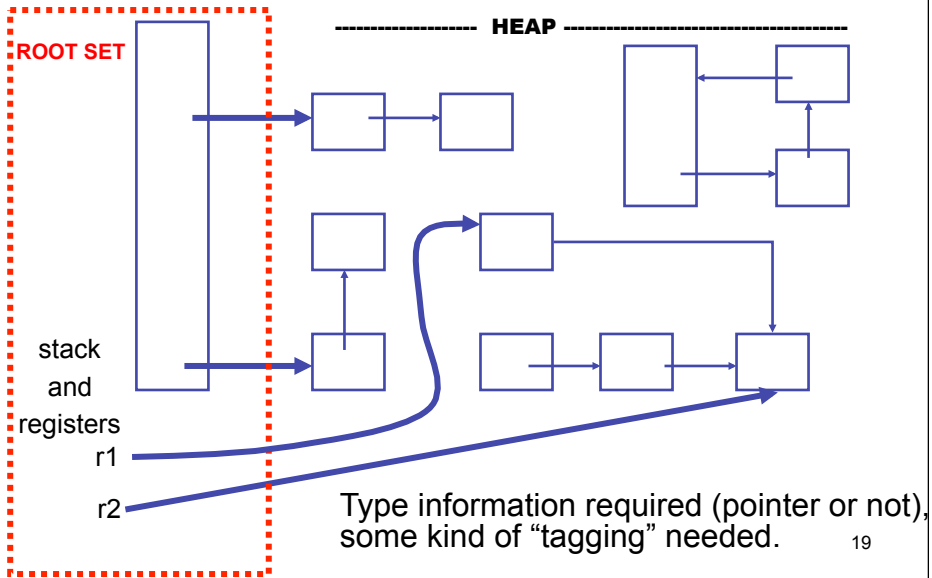 -------------------- HEAP ----------------------------------------
ROOT SET
stack
and
registers
r1
r2
Type information required (pointer or not),
some kind of “tagging” needed.
19